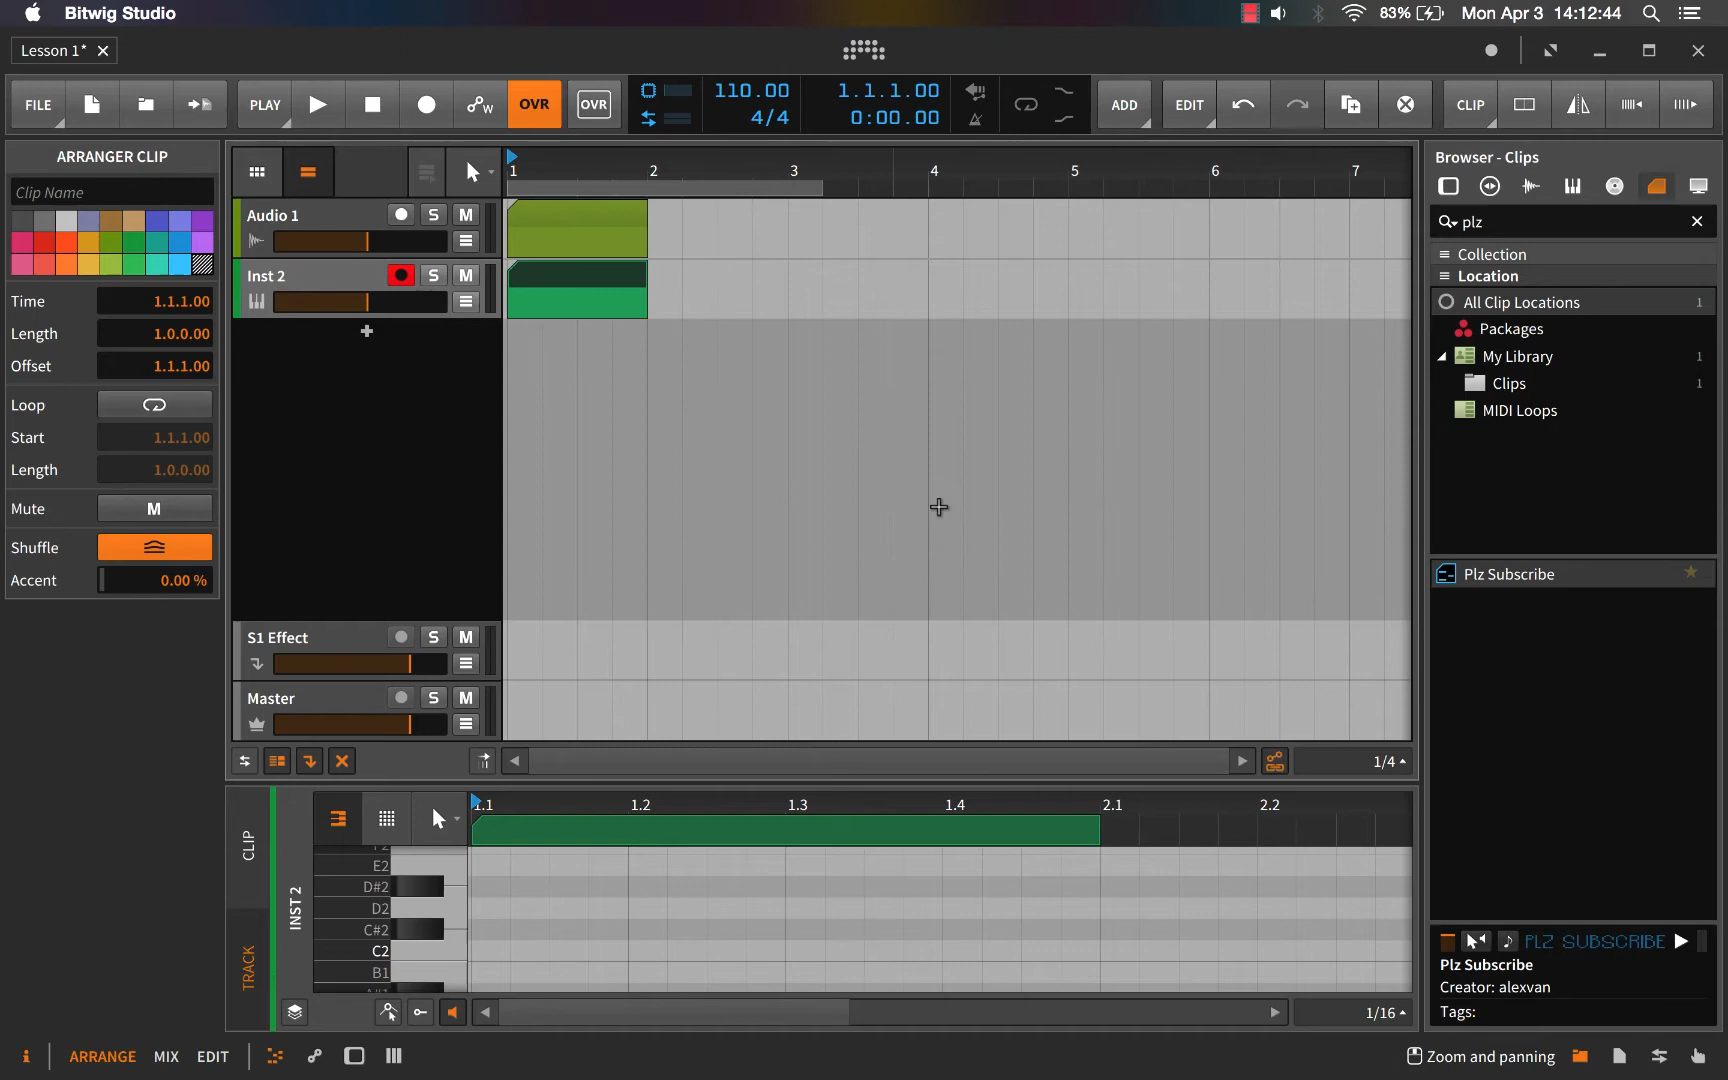 Bitwig Studio
83%
Mon Apr 3 14:12:44
Lesson 1*
FILE
PLAY
OVR
OVR
110.00
4/4
1.1.1.00
0:00.00
ADD
EDIT
CLIP
ARRANGER CLIP
Clip Name
Time 1.1.1.00
Length 1.0.0.00
Offset 1.1.1.00
Loop
Start 1.1.1.00
Length 1.0.0.00
Mute M
Shuffle
Accent 0.00 %
1 2 3 4 5 6 7
Audio 1 S M
Inst 2 S M
S1 Effect S M
Master S M
1/4
CLIP
TRACK
INST 2
1.1 1.2 1.3 1.4 2.1 2.2
E2
D#2
D2
C#2
C2
B1
1/16
Browser - Clips
plz
Collection
Location
All Clip Locations 1
Packages
My Library 1
Clips 1
MIDI Loops
Plz Subscribe
PLZ SUBSCRIBE
Plz Subscribe
Creator: alexvan
Tags:
i
ARRANGE
MIX
EDIT
Zoom and panning